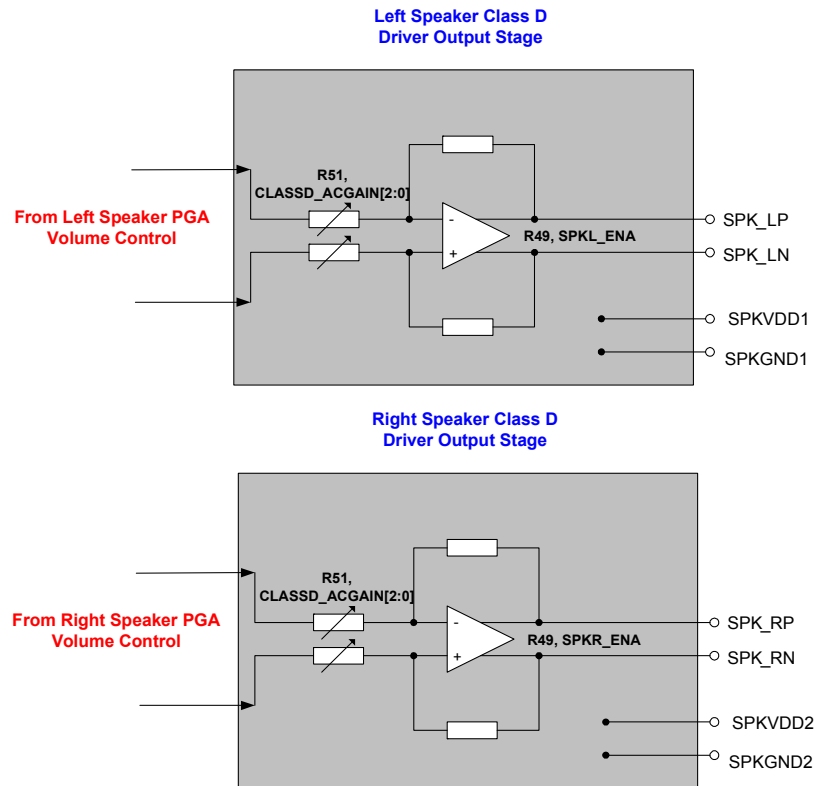 Left Speaker Class D
Driver Output Stage
R51,
CLASSD_ACGAIN[2:0]
From Left Speaker PGA
Volume Control
-
+
R49, SPKL_ENA
SPK_LP
SPK_LN
SPKVDD1
SPKGND1
Right Speaker Class D
Driver Output Stage
R51,
CLASSD_ACGAIN[2:0]
From Right Speaker PGA
Volume Control
-
+
R49, SPKR_ENA
SPK_RP
SPK_RN
SPKVDD2
SPKGND2